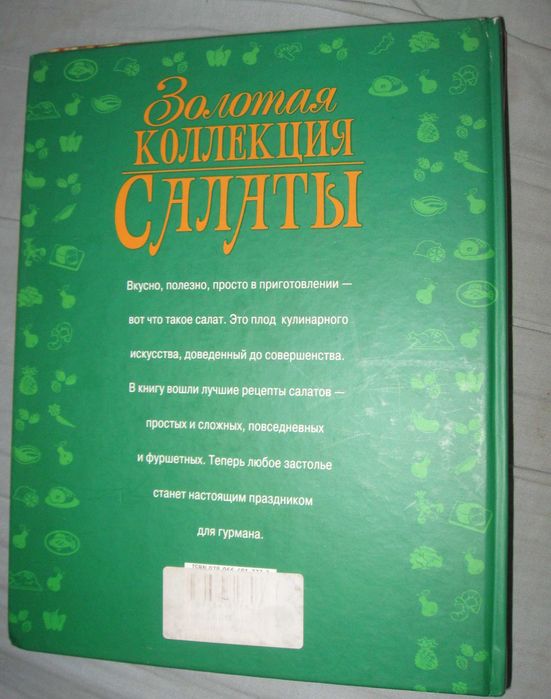 Золотая
КОЛЛЕКЦИЯ
САЛАТЫ
Вкусно, полезно, просто в приготовлении —
вот что такое салат. Это плод кулинарного
искусства, доведенный до совершенства.
В книгу вошли лучшие рецепты салатов —
простых и сложных, повседневных
и фуршетных. Теперь любое застолье
станет настоящим праздником
для гурмана.